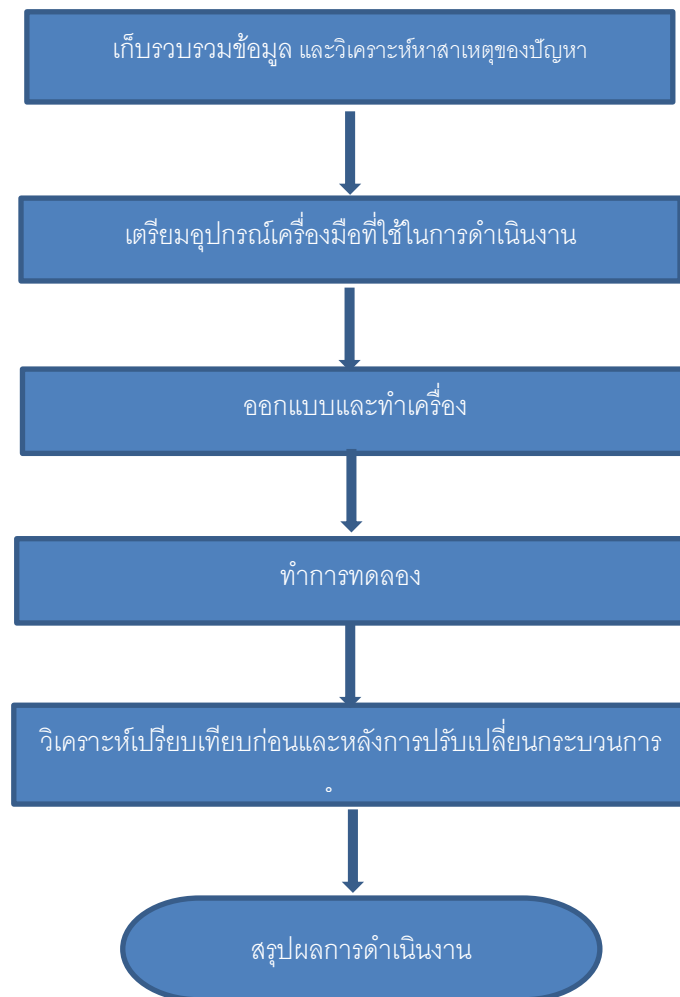 เก็บรวบรวมข้อมูล และวิเคราะห์หาสาเหตุของปัญหา
เตรียมอุปกรณ์เครื่องมือที่ใช้ในการดำเนินงาน
ออกแบบและทำเครื่อง
ทำการทดลอง
วิเคราะห์เปรียบเทียบก่อนและหลังการปรับเปลี่ยนกระบวนการ
สรุปผลการดำเนินงาน